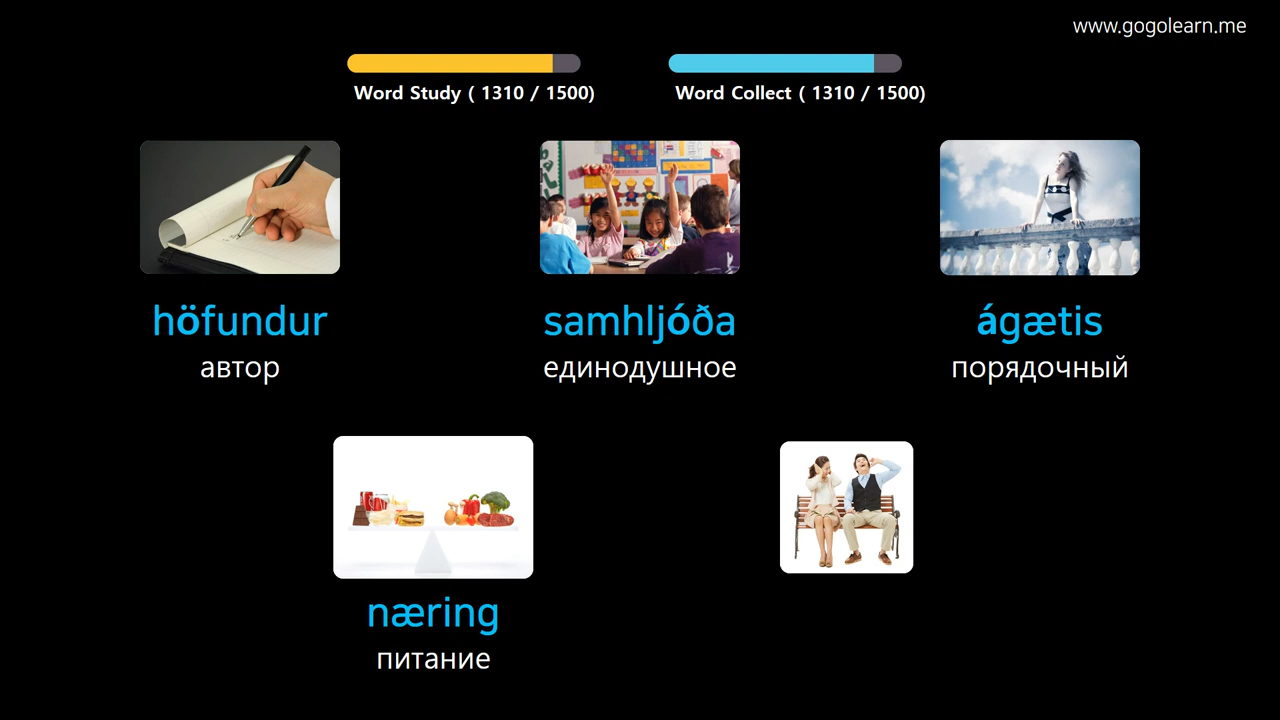 www.gogolearn.me
Word Study ( 1310 / 1500)
Word Collect ( 1310 / 1500)
höfundur
автор
samhljóða
единодушное
ágætis
порядочный
næring
питание